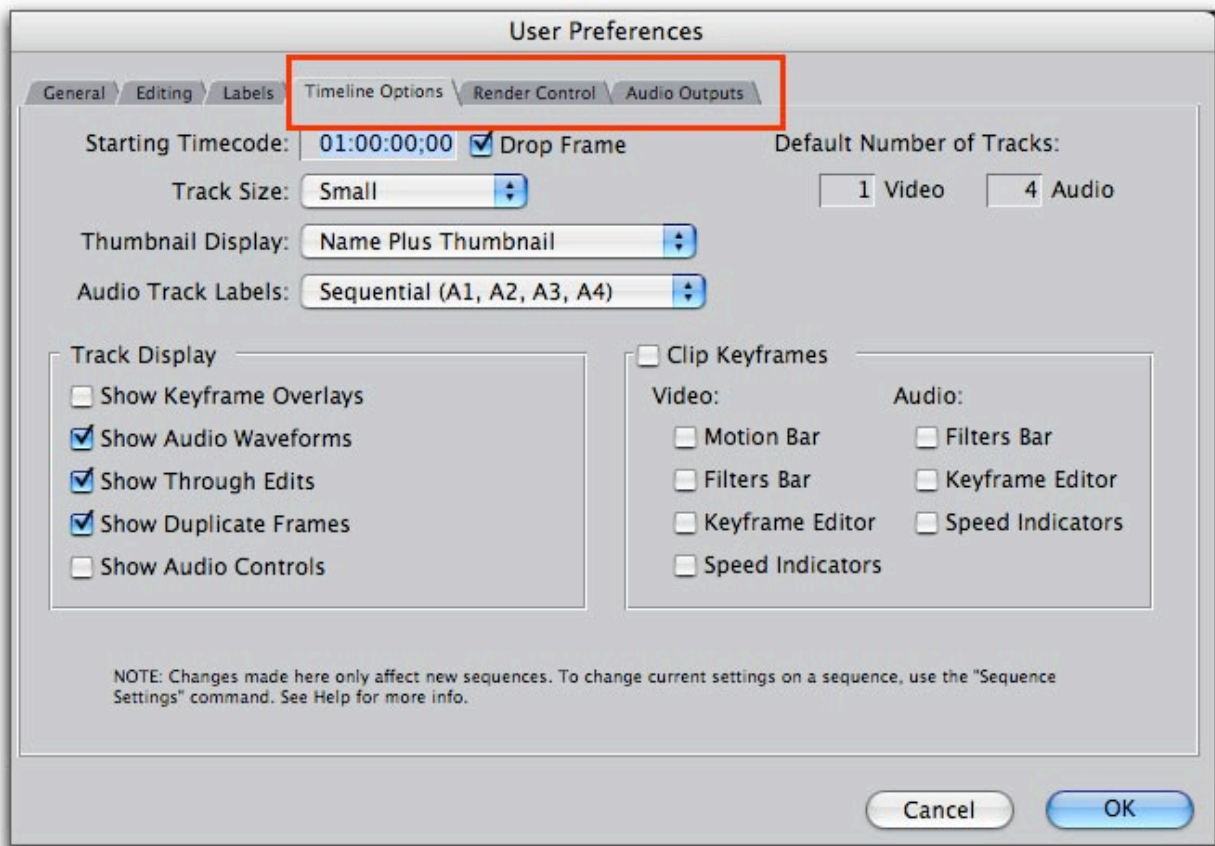 User Preferences
General Editing Labels Timeline Options Render Control Audio Outputs
Starting Timecode: 01:00:00;00 Drop Frame Default Number of Tracks:
Track Size: Small 1 Video 4 Audio
Thumbnail Display: Name Plus Thumbnail
Audio Track Labels: Sequential (A1, A2, A3, A4)
Track Display
Show Keyframe Overlays
Show Audio Waveforms
Show Through Edits
Show Duplicate Frames
Show Audio Controls
Clip Keyframes
Video: Audio:
Motion Bar Filters Bar
Filters Bar Keyframe Editor
Keyframe Editor Speed Indicators
Speed Indicators
NOTE: Changes made here only affect new sequences. To change current settings on a sequence, use the "Sequence
Settings" command. See Help for more info.
Cancel OK